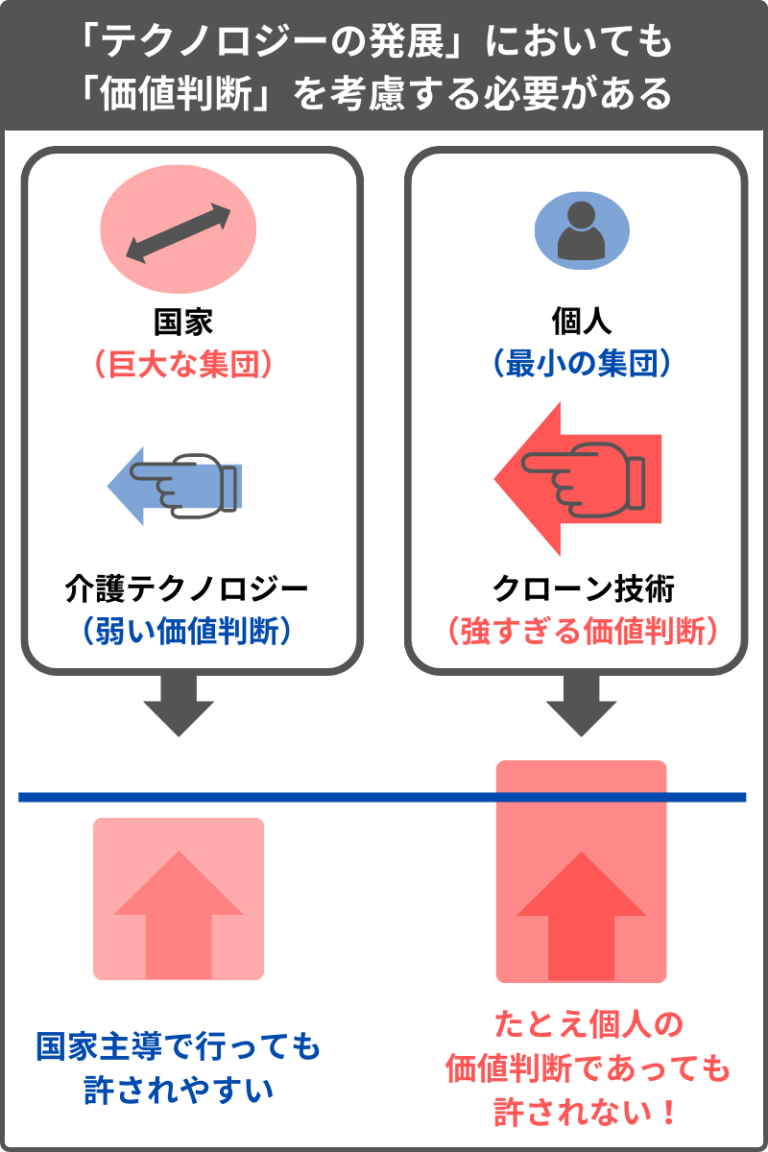 「テクノロジーの発展」においても
「価値判断」を考慮する必要がある
国家
（巨大な集団）
介護テクノロジー
（弱い価値判断）
個人
（最小の集団）
クローン技術
（強すぎる価値判断）
国家主導で行っても
許されやすい
たとえ個人の
価値判断であっても
許されない！